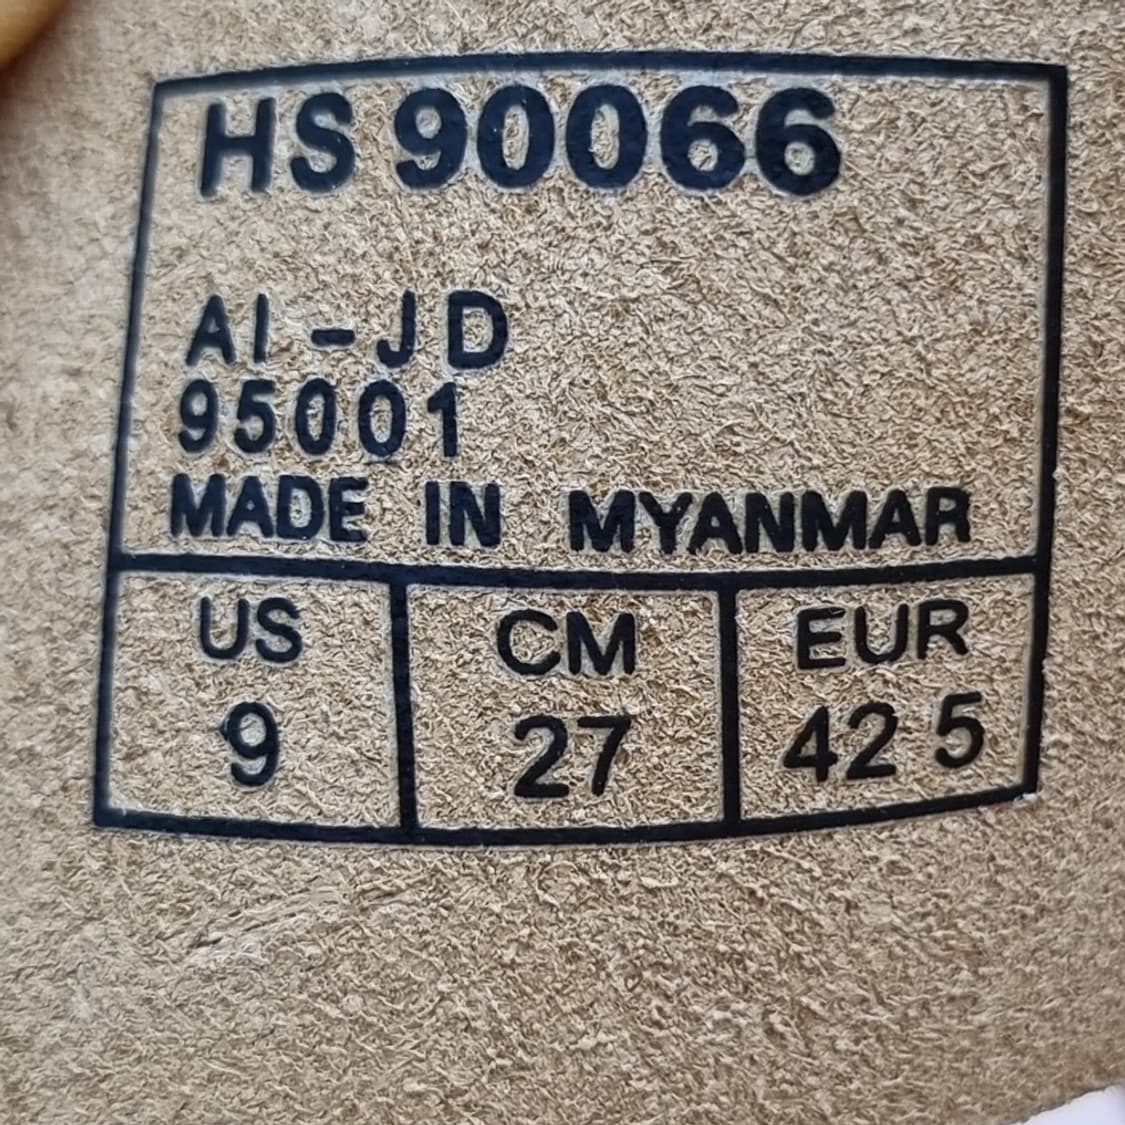 HS 90066
AI-JD
95001
MADE IN MYANMAR
US CM EUR
9 27 42 5